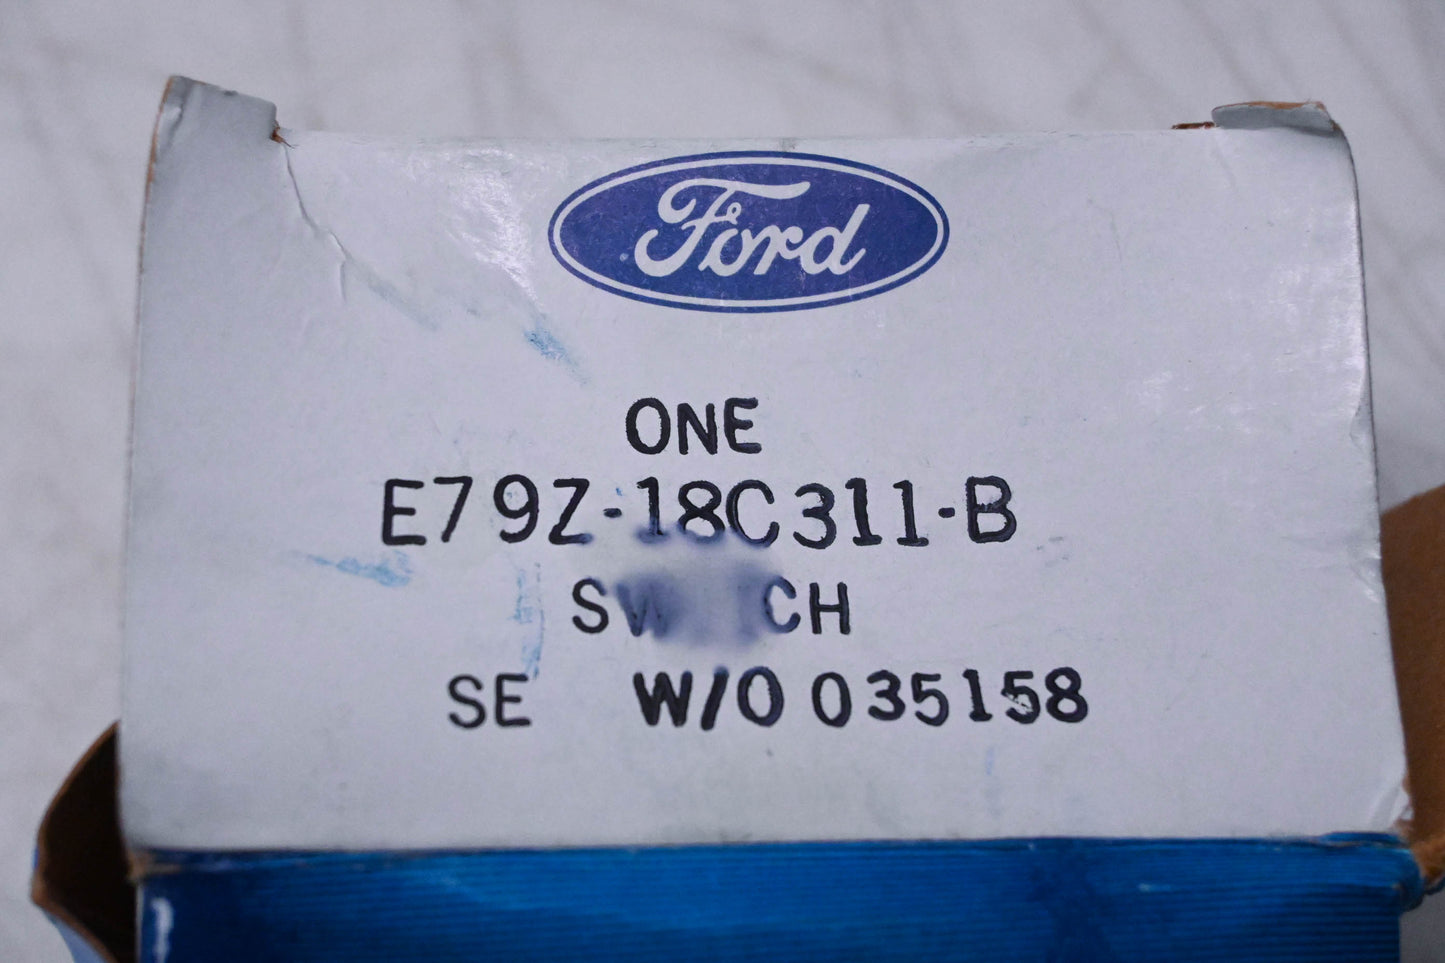 Ford
ONE
E79Z-18C311-B
SE W/O 035158